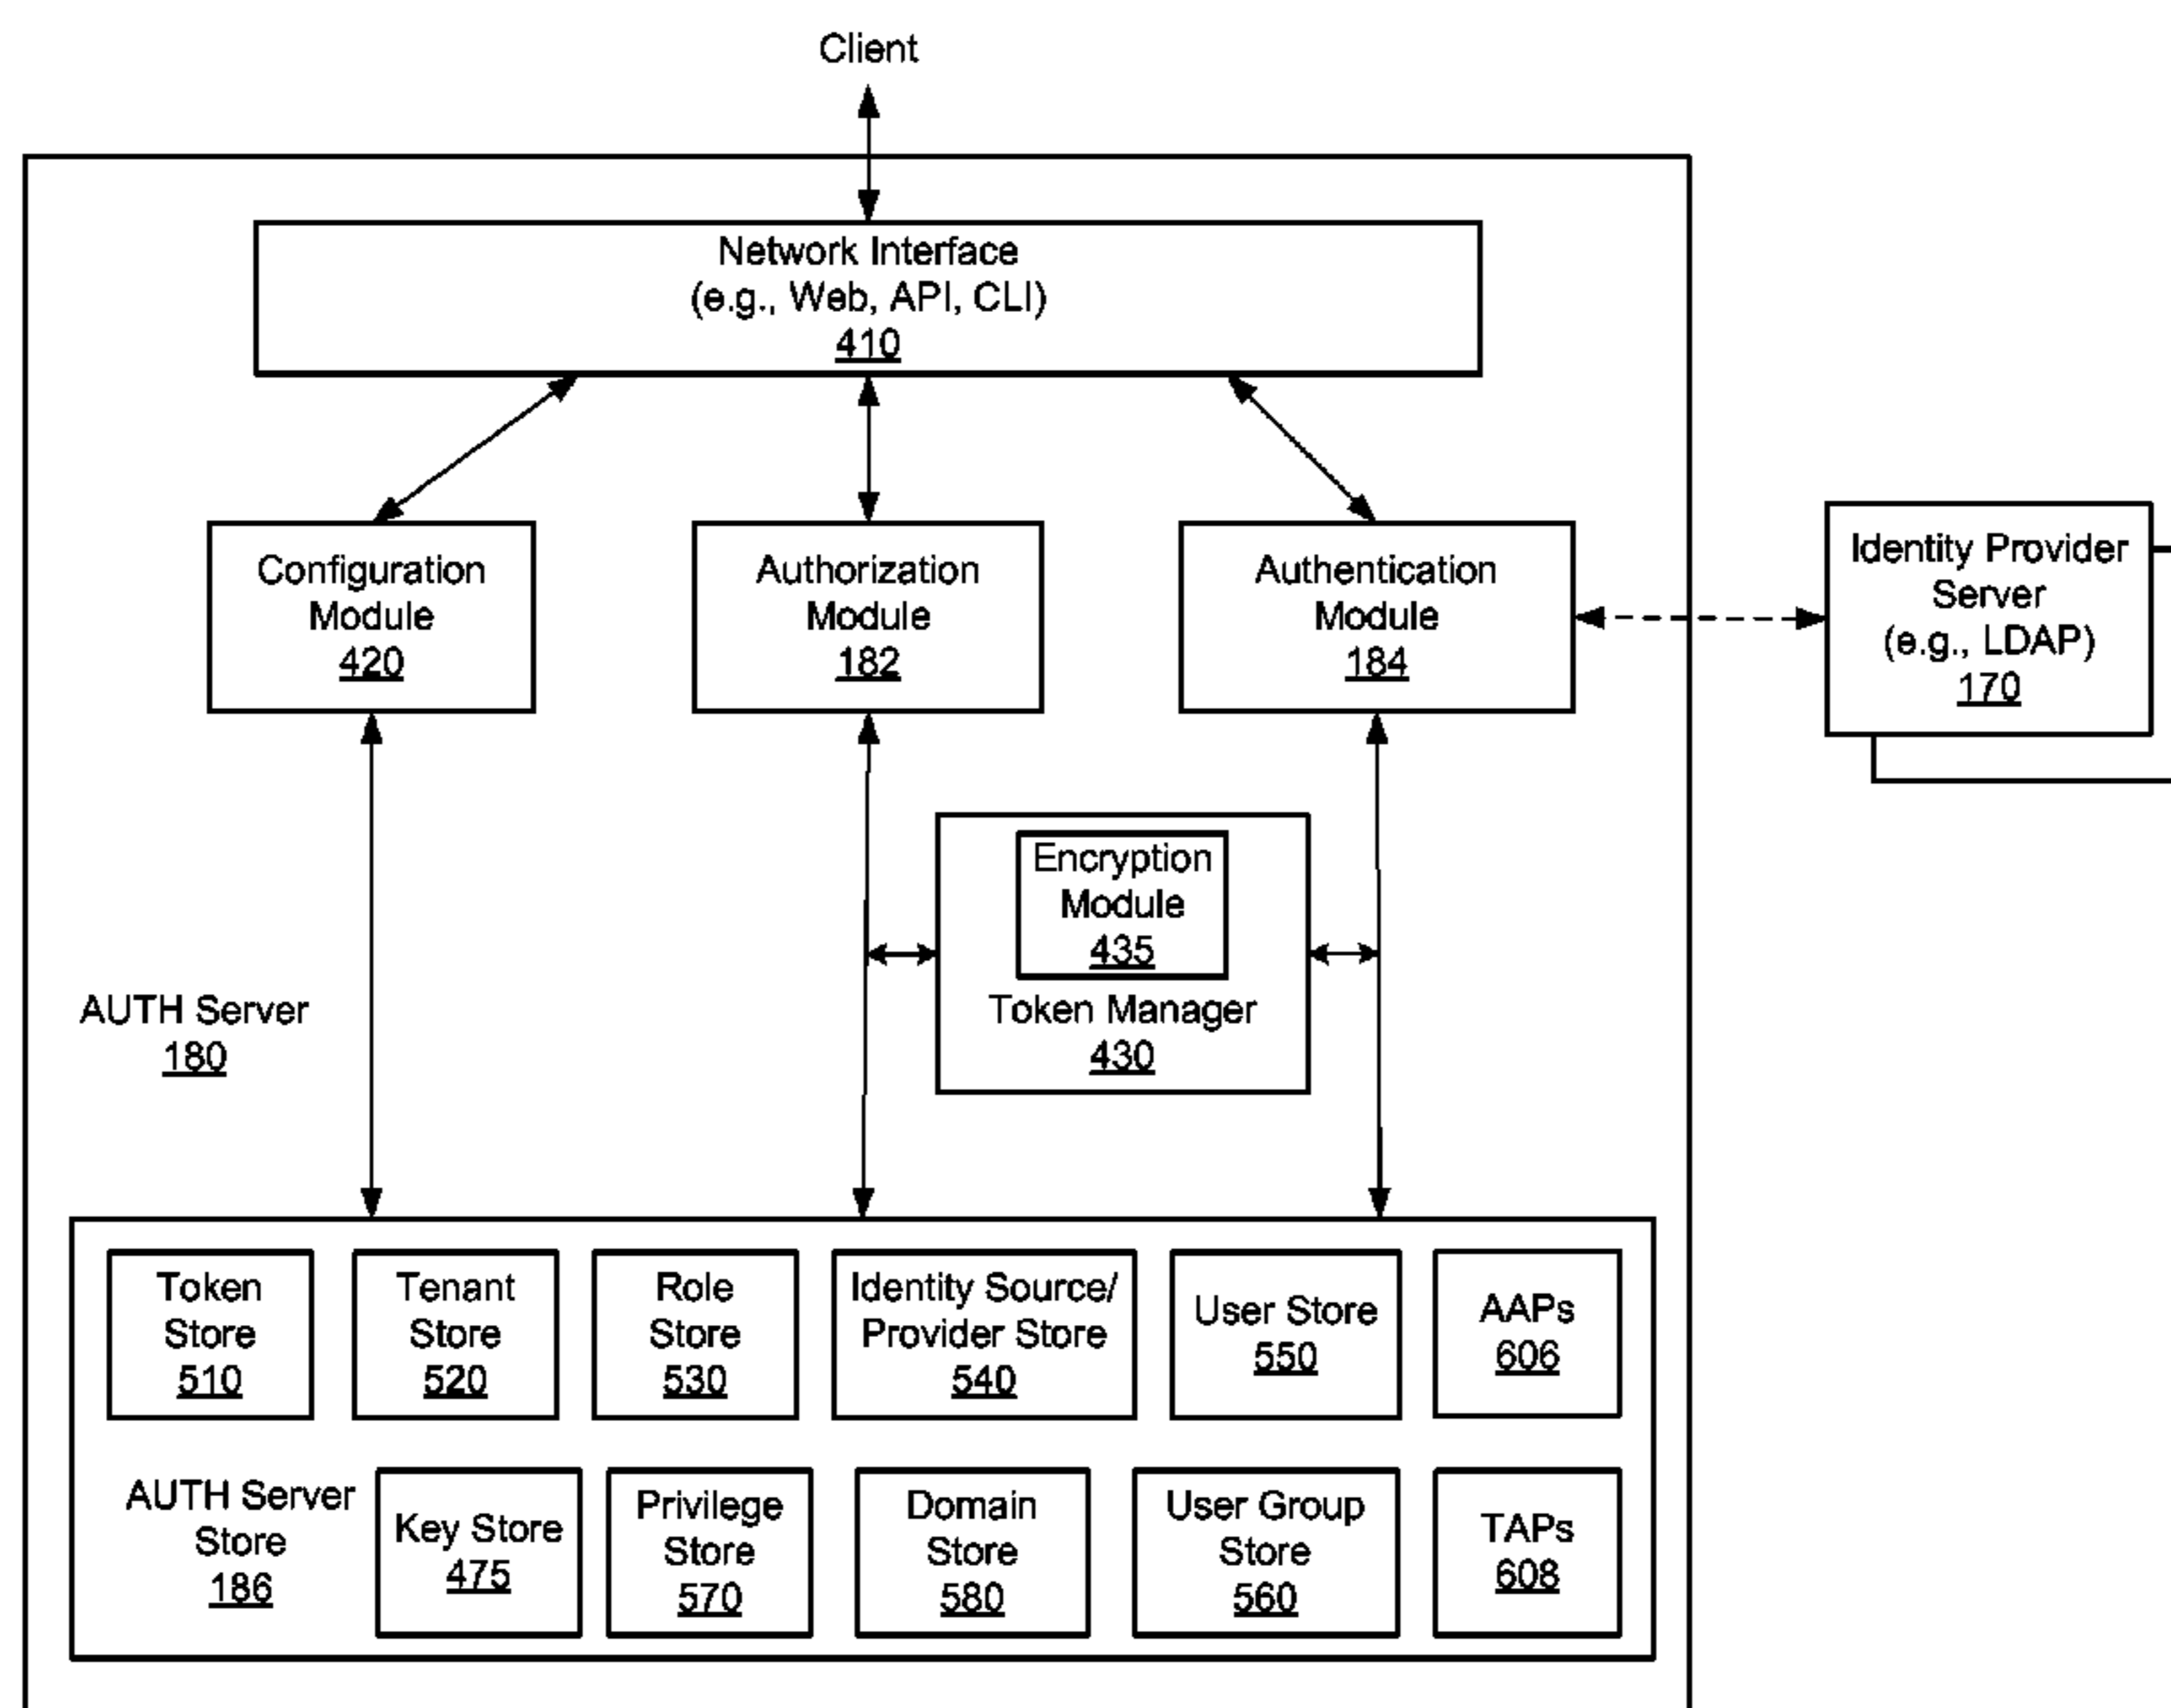 Client
Network Interface
(e.g., Web, API, CLI)
410
Configuration
Module
420
Authorization
Module
182
Authentication
Module
184
Identity Provider
Server
(e.g., LDAP)
170
Encryption
Module
435
Token Manager
430
AUTH Server
180
Token
Store
510
Tenant
Store
520
Role
Store
530
Identity Source/
Provider Store
540
User Store
550
AAPs
606
AUTH Server
Store
186
Key Store
475
Privilege
Store
570
Domain
Store
580
User Group
Store
560
TAPs
608